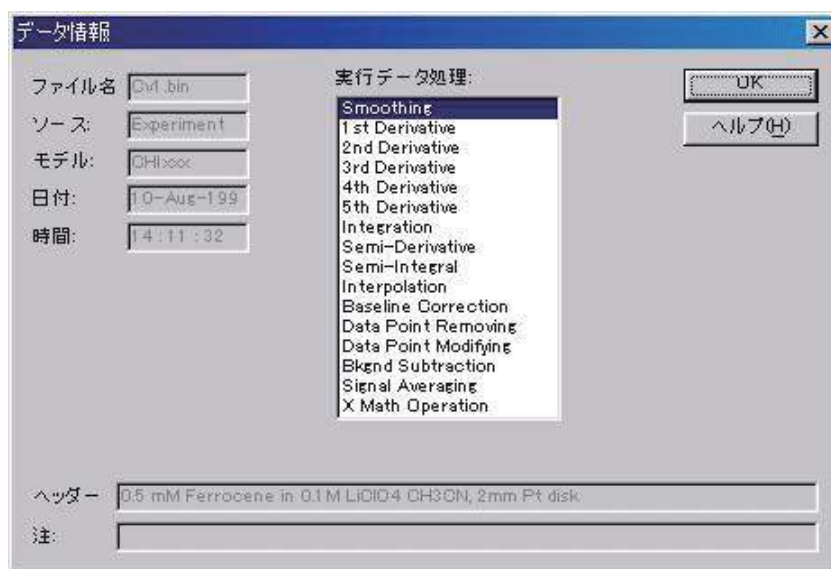 データ情報
ファイル名 Cv1.bin
ソース: Experiment
モデル: CHIxxx
日付: 10-Aug-199
時間: 14:11:32
実行データ処理:
Smoothing
1st Derivative
2nd Derivative
3rd Derivative
4th Derivative
5th Derivative
Integration
Semi-Derivative
Semi-Integral
Interpolation
Baseline Correction
Data Point Removing
Data Point Modifying
Bkgnd Subtraction
Signal Averaging
X Math Operation
OK
ヘルプ(H)
ヘッダー 0.5 mM Ferrocene in 0.1 M LiClO4 CH3CN, 2mm Pt disk
注: